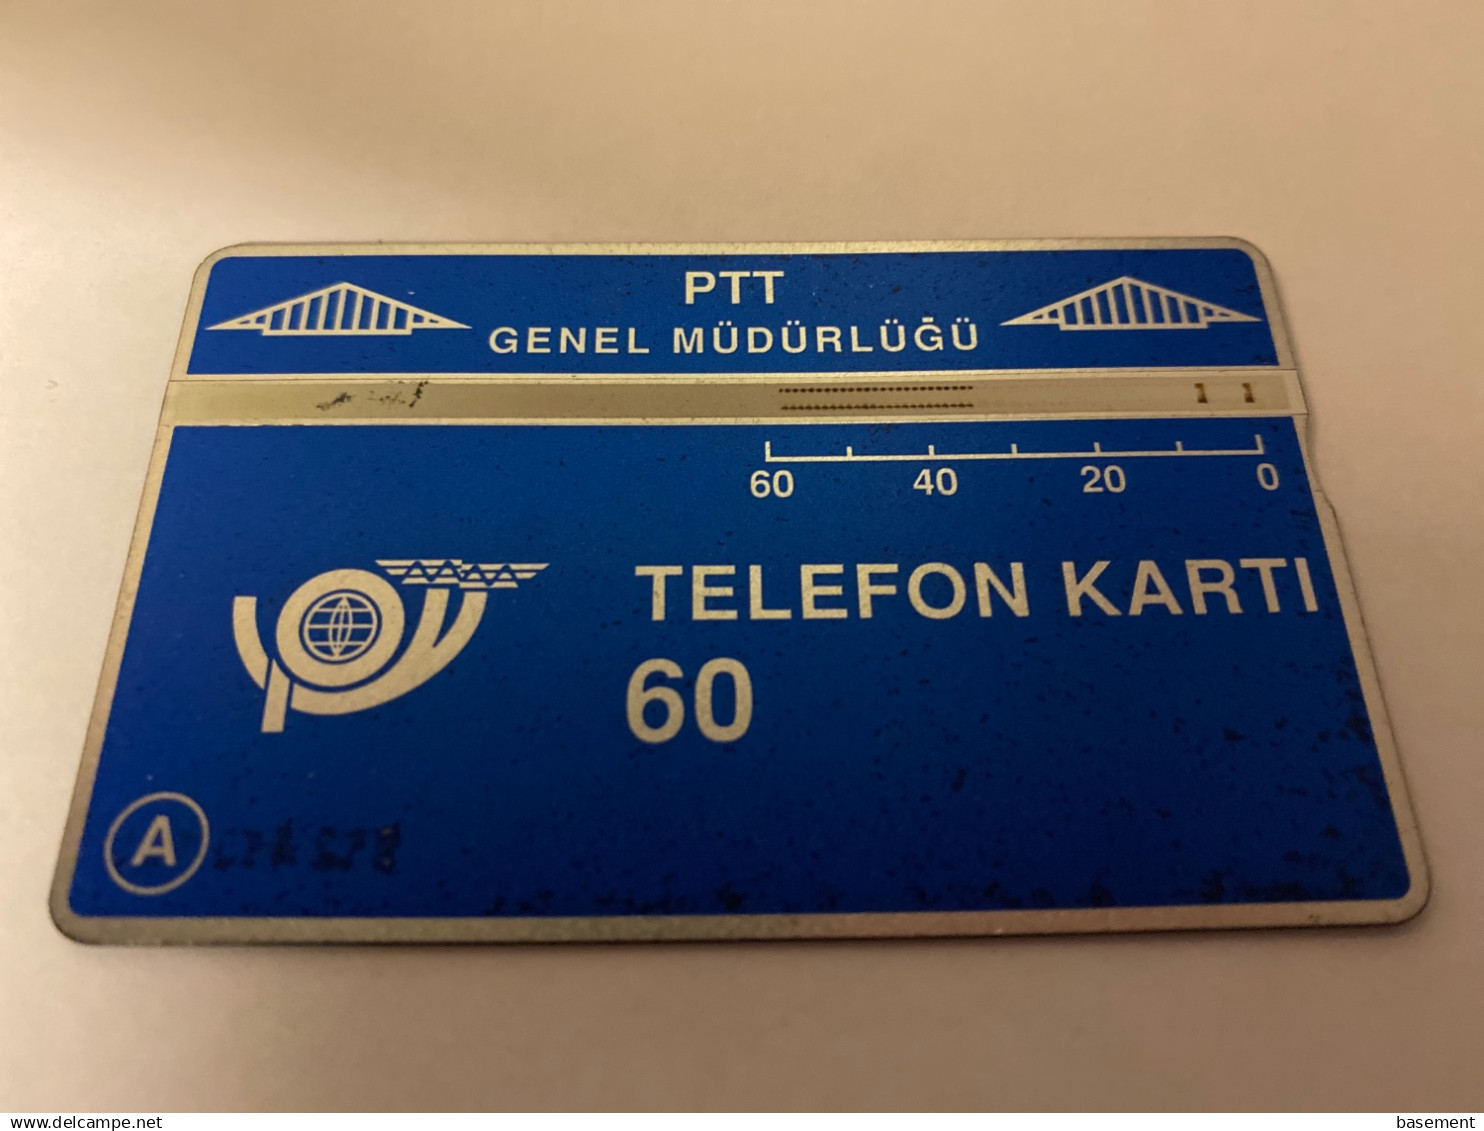 PTT
GENEL MÜDÜRLÜĞÜ
60 40 20 0
TELEFON KARTI
60
A
www.delcampe.net
basement